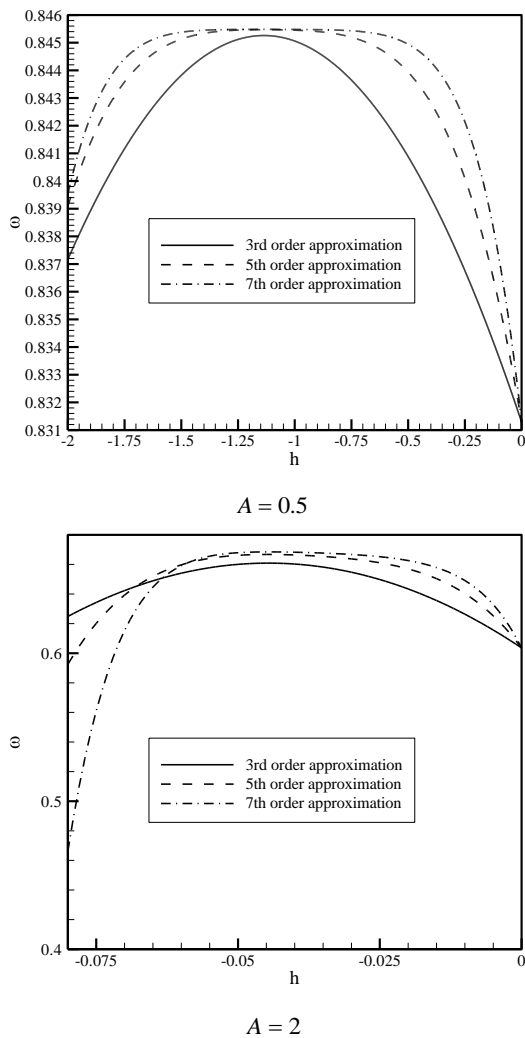 0.846
0.845
0.844
0.843
0.842
0.841
0.84
0.839
0.838
0.837
0.836
0.835
0.834
0.833
0.832
0.831
ω
3rd order approximation
5th order approximation
7th order approximation
-2 -1.75 -1.5 -1.25 -1 -0.75 -0.5 -0.25 0
h
A = 0.5
0.6
0.5
0.4
ω
3rd order approximation
5th order approximation
7th order approximation
-0.075 -0.05 -0.025 0
h
A = 2